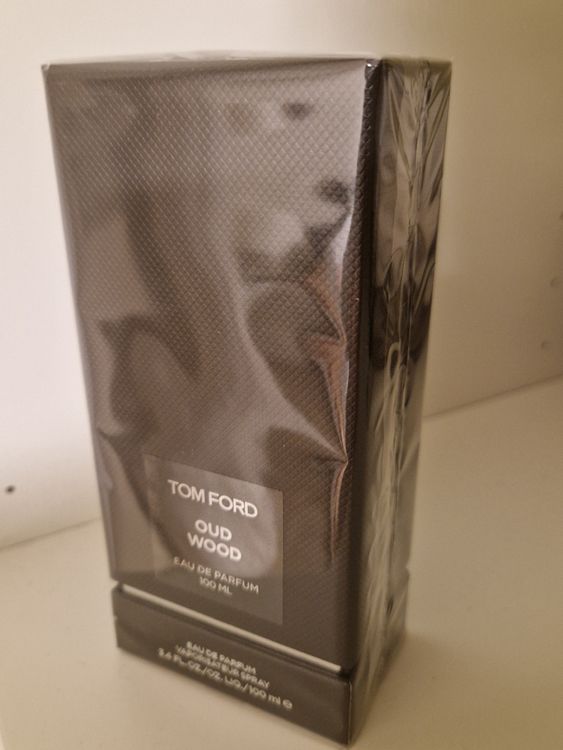 TOM FORD
OUD
WOOD
EAU DE PARFUM
100 ML
EAU DE PARFUM
VAPORISATEUR SPRAY
3.4 FL.OZ./OZ. LIQ./100 ml ℮